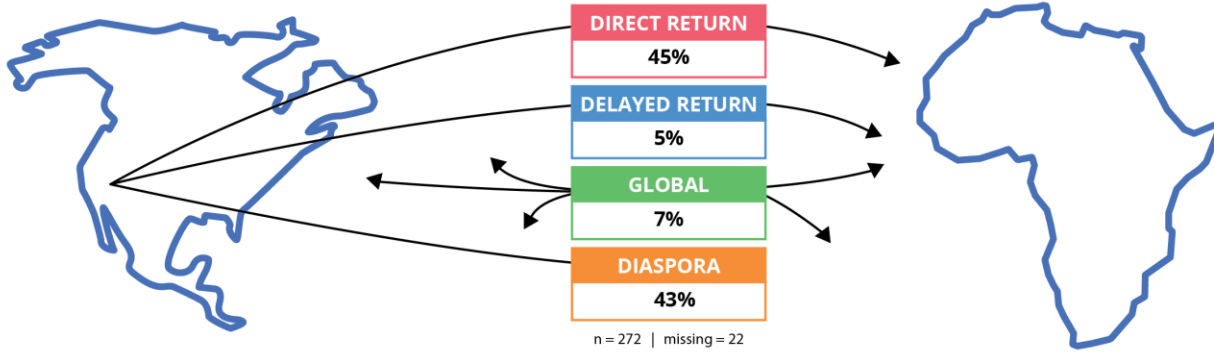 DIRECT RETURN
45%
DELAYED RETURN
5%
GLOBAL
7%
DIASPORA
43%
n = 272 | missing = 22